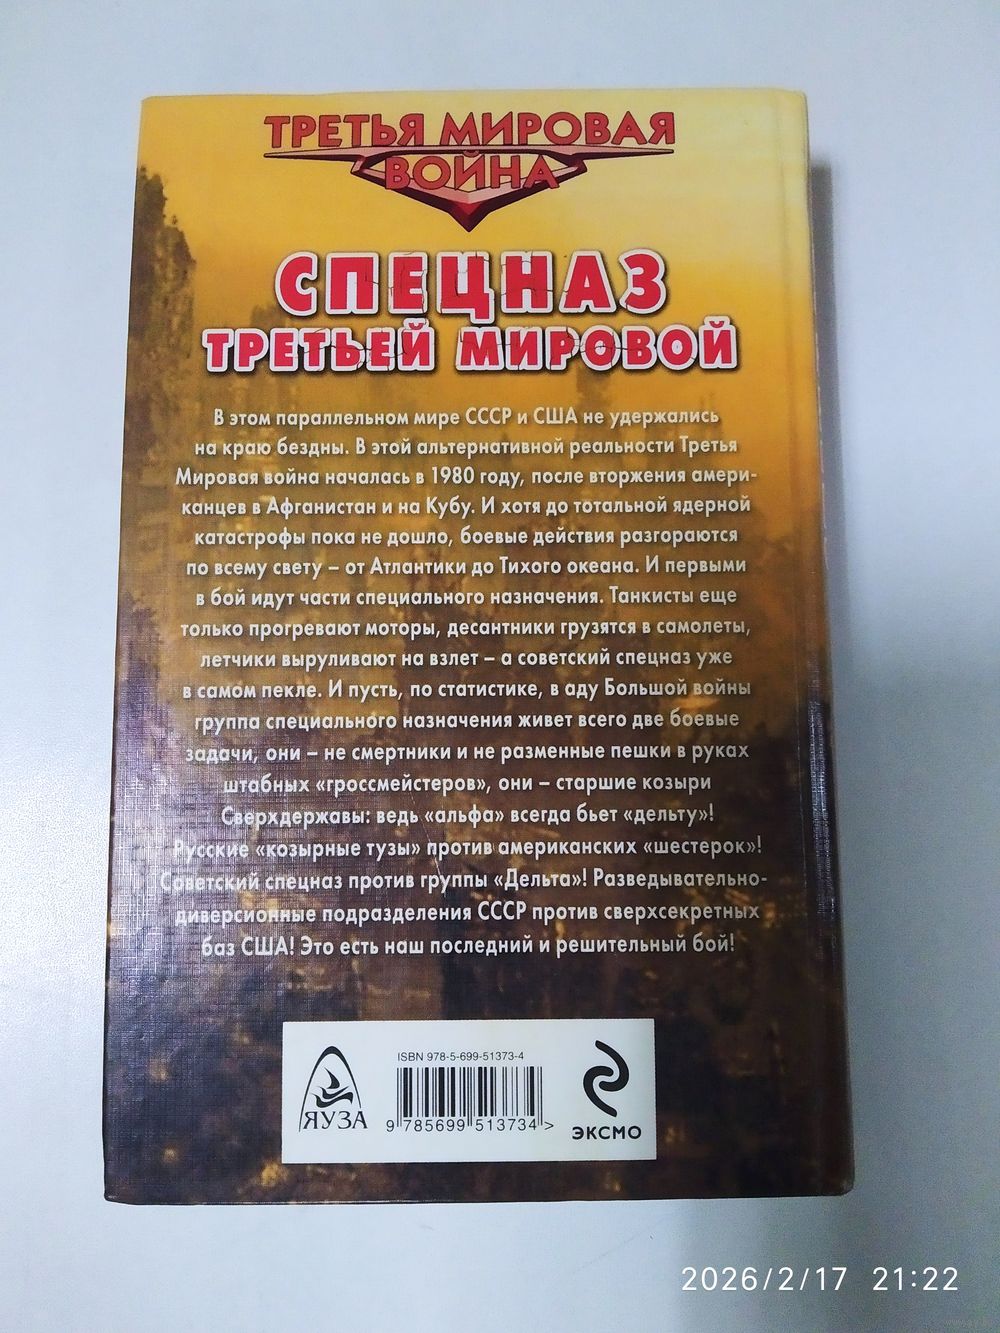 ТРЕТЬЯ МИРОВАЯ
ВОЙНА
СПЕЦНАЗ
ТРЕТЬЕЙ МИРОВОЙ
В этом параллельном мире СССР и США не удержались
на краю бездны. В этой альтернативной реальности Третья
Мировая война началась в 1980 году, после вторжения амери-
канцев в Афганистан и на Кубу. И хотя до тотальной ядерной
катастрофы пока не дошло, боевые действия разгораются
по всему свету – от Атлантики до Тихого океана. И первыми
в бой идут части специального назначения. Танкисты еще
только прогревают моторы, десантники грузятся в самолеты,
летчики выруливают на взлет – а советский спецназ уже
в самом пекле. И пусть, по статистике, в аду Большой войны
группа специального назначения живет всего две боевые
задачи, они – не смертники и не разменные пешки в руках
штабных «гроссмейстеров», они – старшие козыри
Сверхдержавы: ведь «альфа» всегда бьет «дельту»!
Русские «козырные тузы» против американских «шестерок»!
Советский спецназ против группы «Дельта»! Разведывательно-
диверсионные подразделения СССР против сверхсекретных
баз США! Это есть наш последний и решительный бой!
ISBN 978-5-699-51373-4
ЯУЗА
9 785699 513734 >
ЭКСМО
2026/2/17 21:22